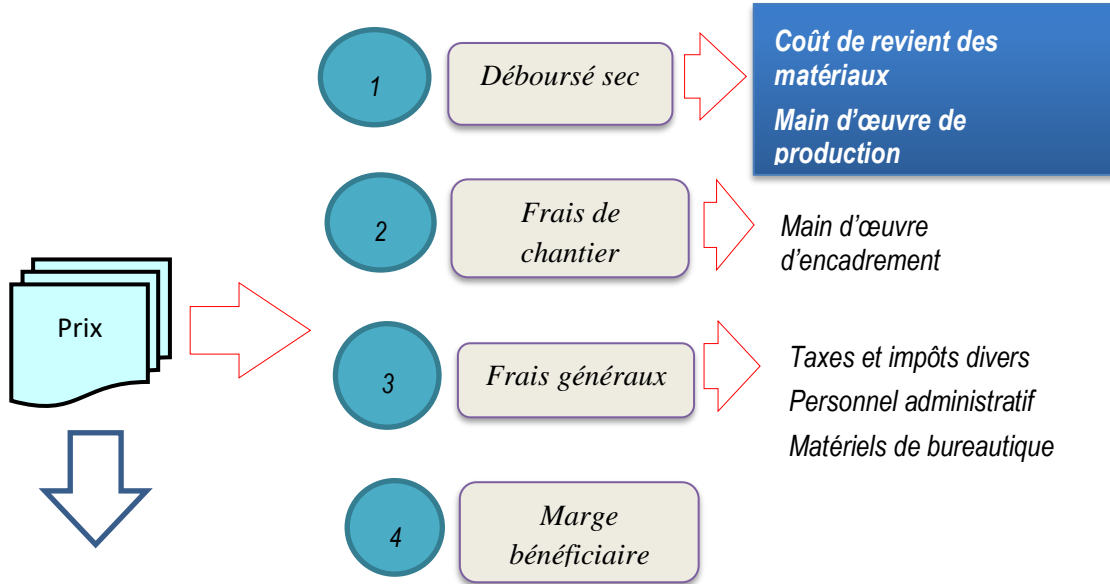 Prix
1
Déboursé sec
Coût de revient des
matériaux
Main d'œuvre de
production
2
Frais de
chantier
Main d'œuvre
d'encadrement
3
Frais généraux
Taxes et impôts divers
Personnel administratif
Matériels de bureautique
4
Marge
bénéficiaire